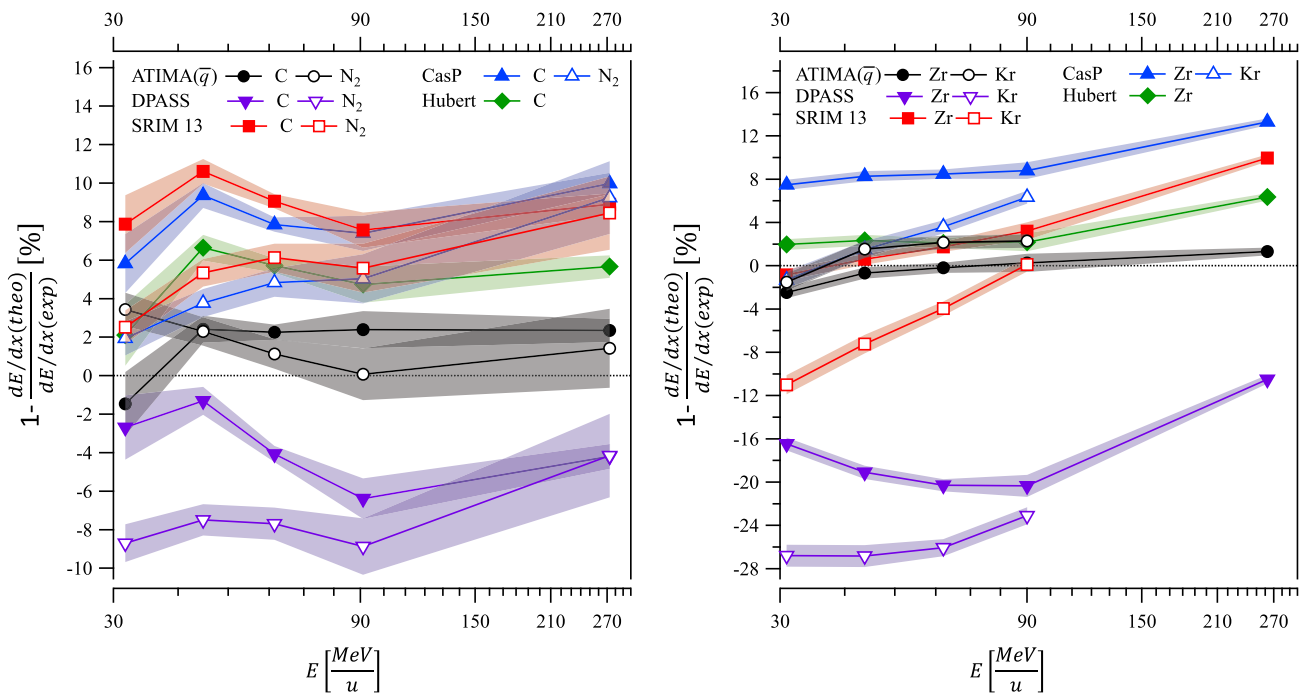 30 90 150 210 270
16
14
12
10
8
6
4
2
0
-2
-4
-6
-8
-10
1- dE/dx(theo) / dE/dx(exp) [%]
ATIMA(q̅) C N₂
DPASS C N₂
SRIM 13 C N₂
CasP C N₂
Hubert C
30 90 150 210 270
E [MeV/u]
30 90 150 210 270
16
12
8
4
0
-4
-8
-12
-16
-20
-24
-28
1- dE/dx(theo) / dE/dx(exp) [%]
ATIMA(q̅) Zr Kr
DPASS Zr Kr
SRIM 13 Zr Kr
CasP Zr Kr
Hubert Zr
30 90 150 210 270
E [MeV/u]